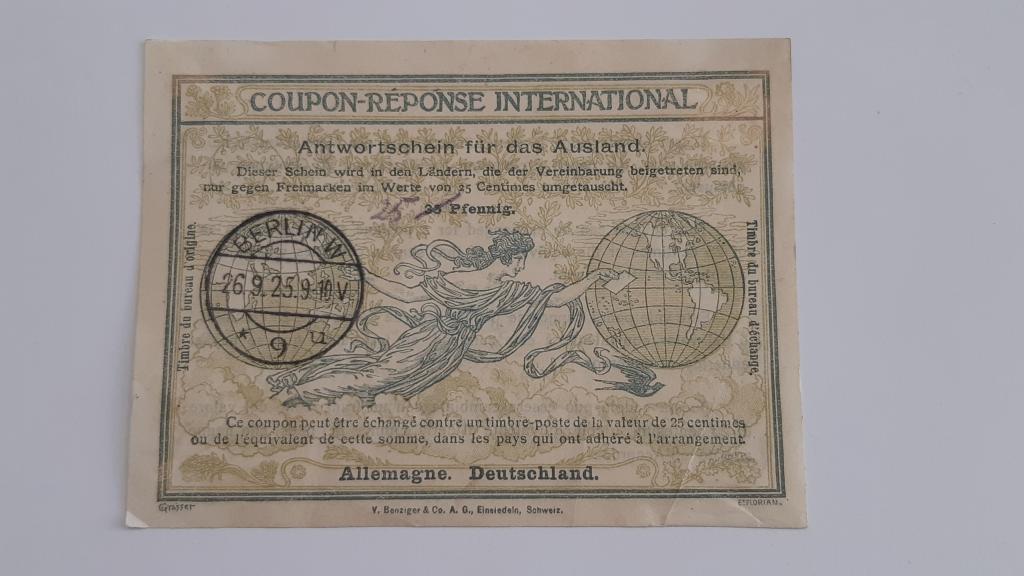 COUPON-RÉPONSE INTERNATIONAL
Antwortschein für das Ausland.
Dieser Schein wird in den Ländern, die der Vereinbarung beigetreten sind,
nur gegen Freimarken im Werte von 25 Centimes umgetauscht.
25
Pfennig.
Timbre du bureau d'origine.
BERLIN W
26.9.25.9-10 V
* 9 a
Timbre du bureau d'échange.
Ce coupon peut être échangé contre un timbre-poste de la valeur de 25 centimes
ou de l'équivalent de cette somme, dans les pays qui ont adhéré à l'arrangement.
Allemagne. Deutschland.
Grasset
V. Benziger & Co. A. G., Einsiedeln, Schweiz.
E. FLORIAN.